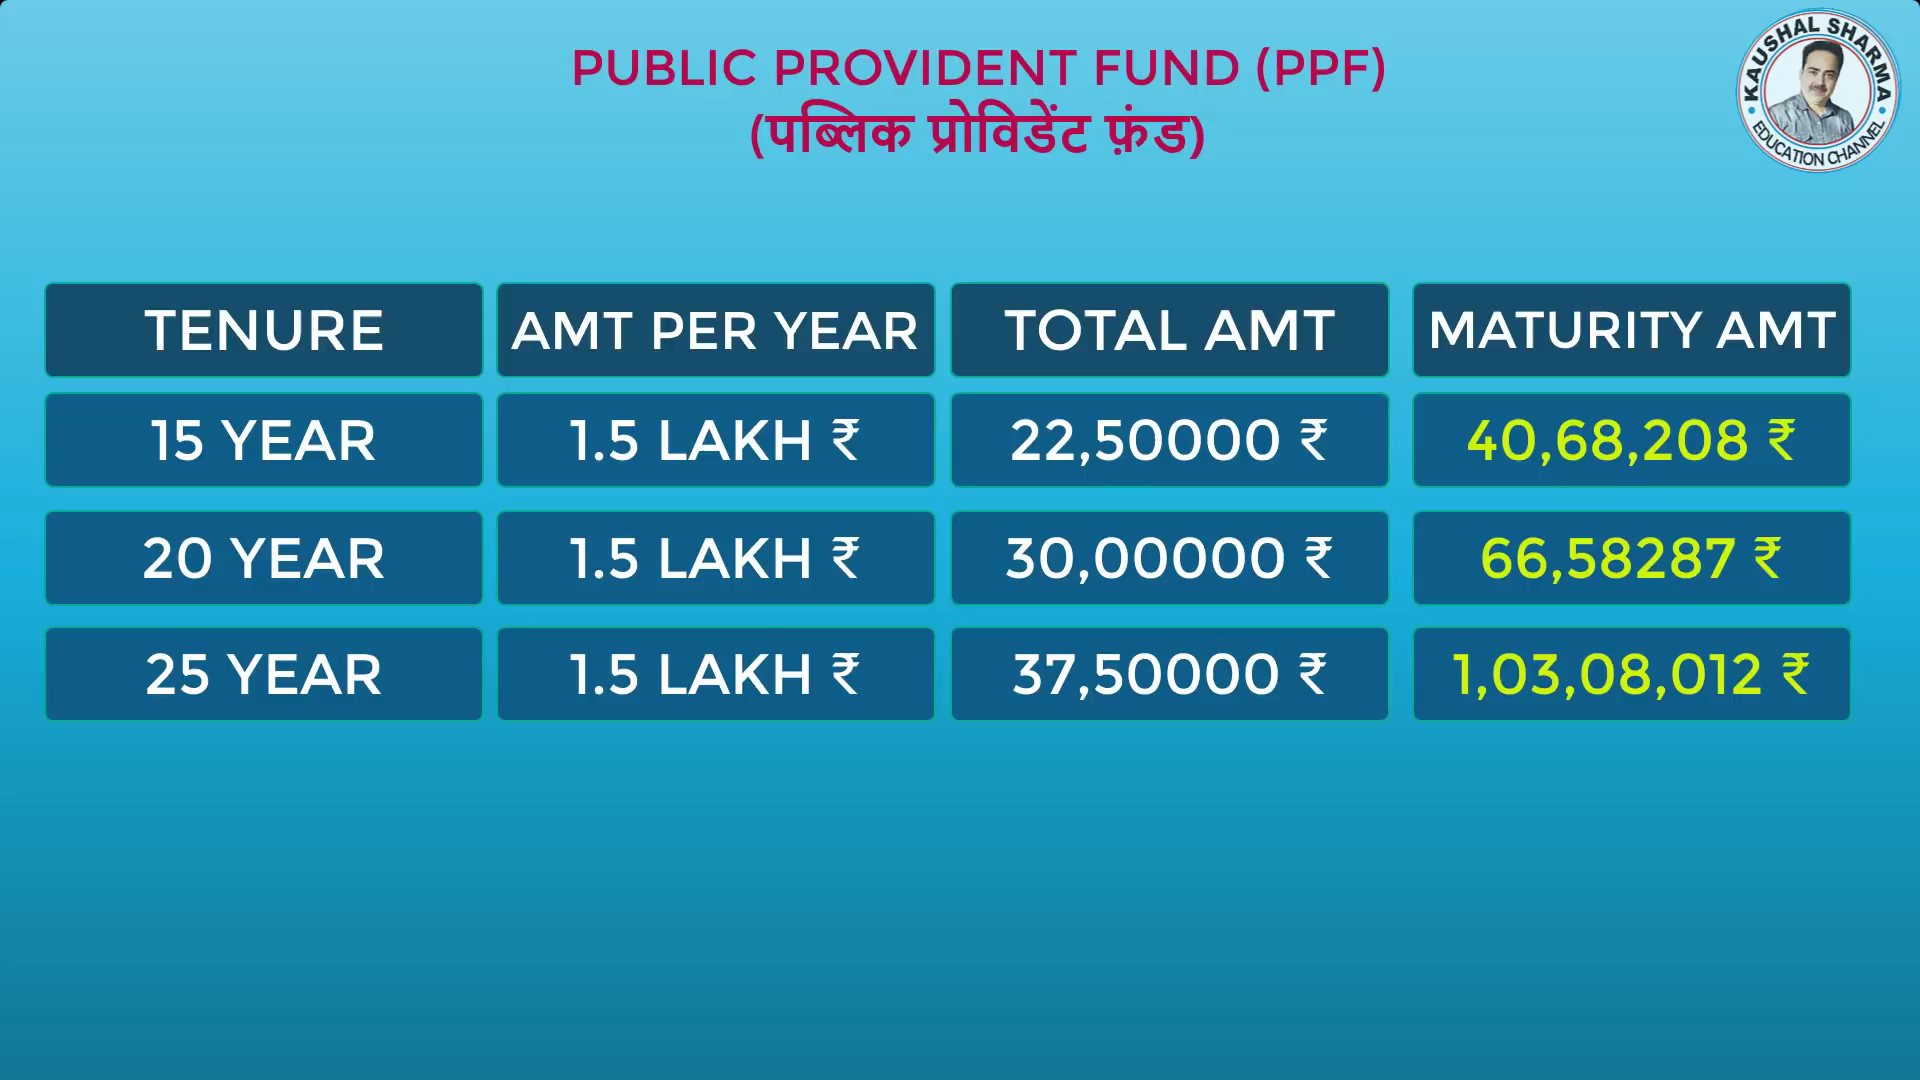 PUBLIC PROVIDENT FUND (PPF)
(पब्लिक प्रोविडेंट फ़ंड)
KAUSHAL SHARMA
EDUCATION CHANNEL
TENURE AMT PER YEAR TOTAL AMT MATURITY AMT
15 YEAR 1.5 LAKH ₹ 22,50000 ₹ 40,68,208 ₹
20 YEAR 1.5 LAKH ₹ 30,00000 ₹ 66,58287 ₹
25 YEAR 1.5 LAKH ₹ 37,50000 ₹ 1,03,08,012 ₹